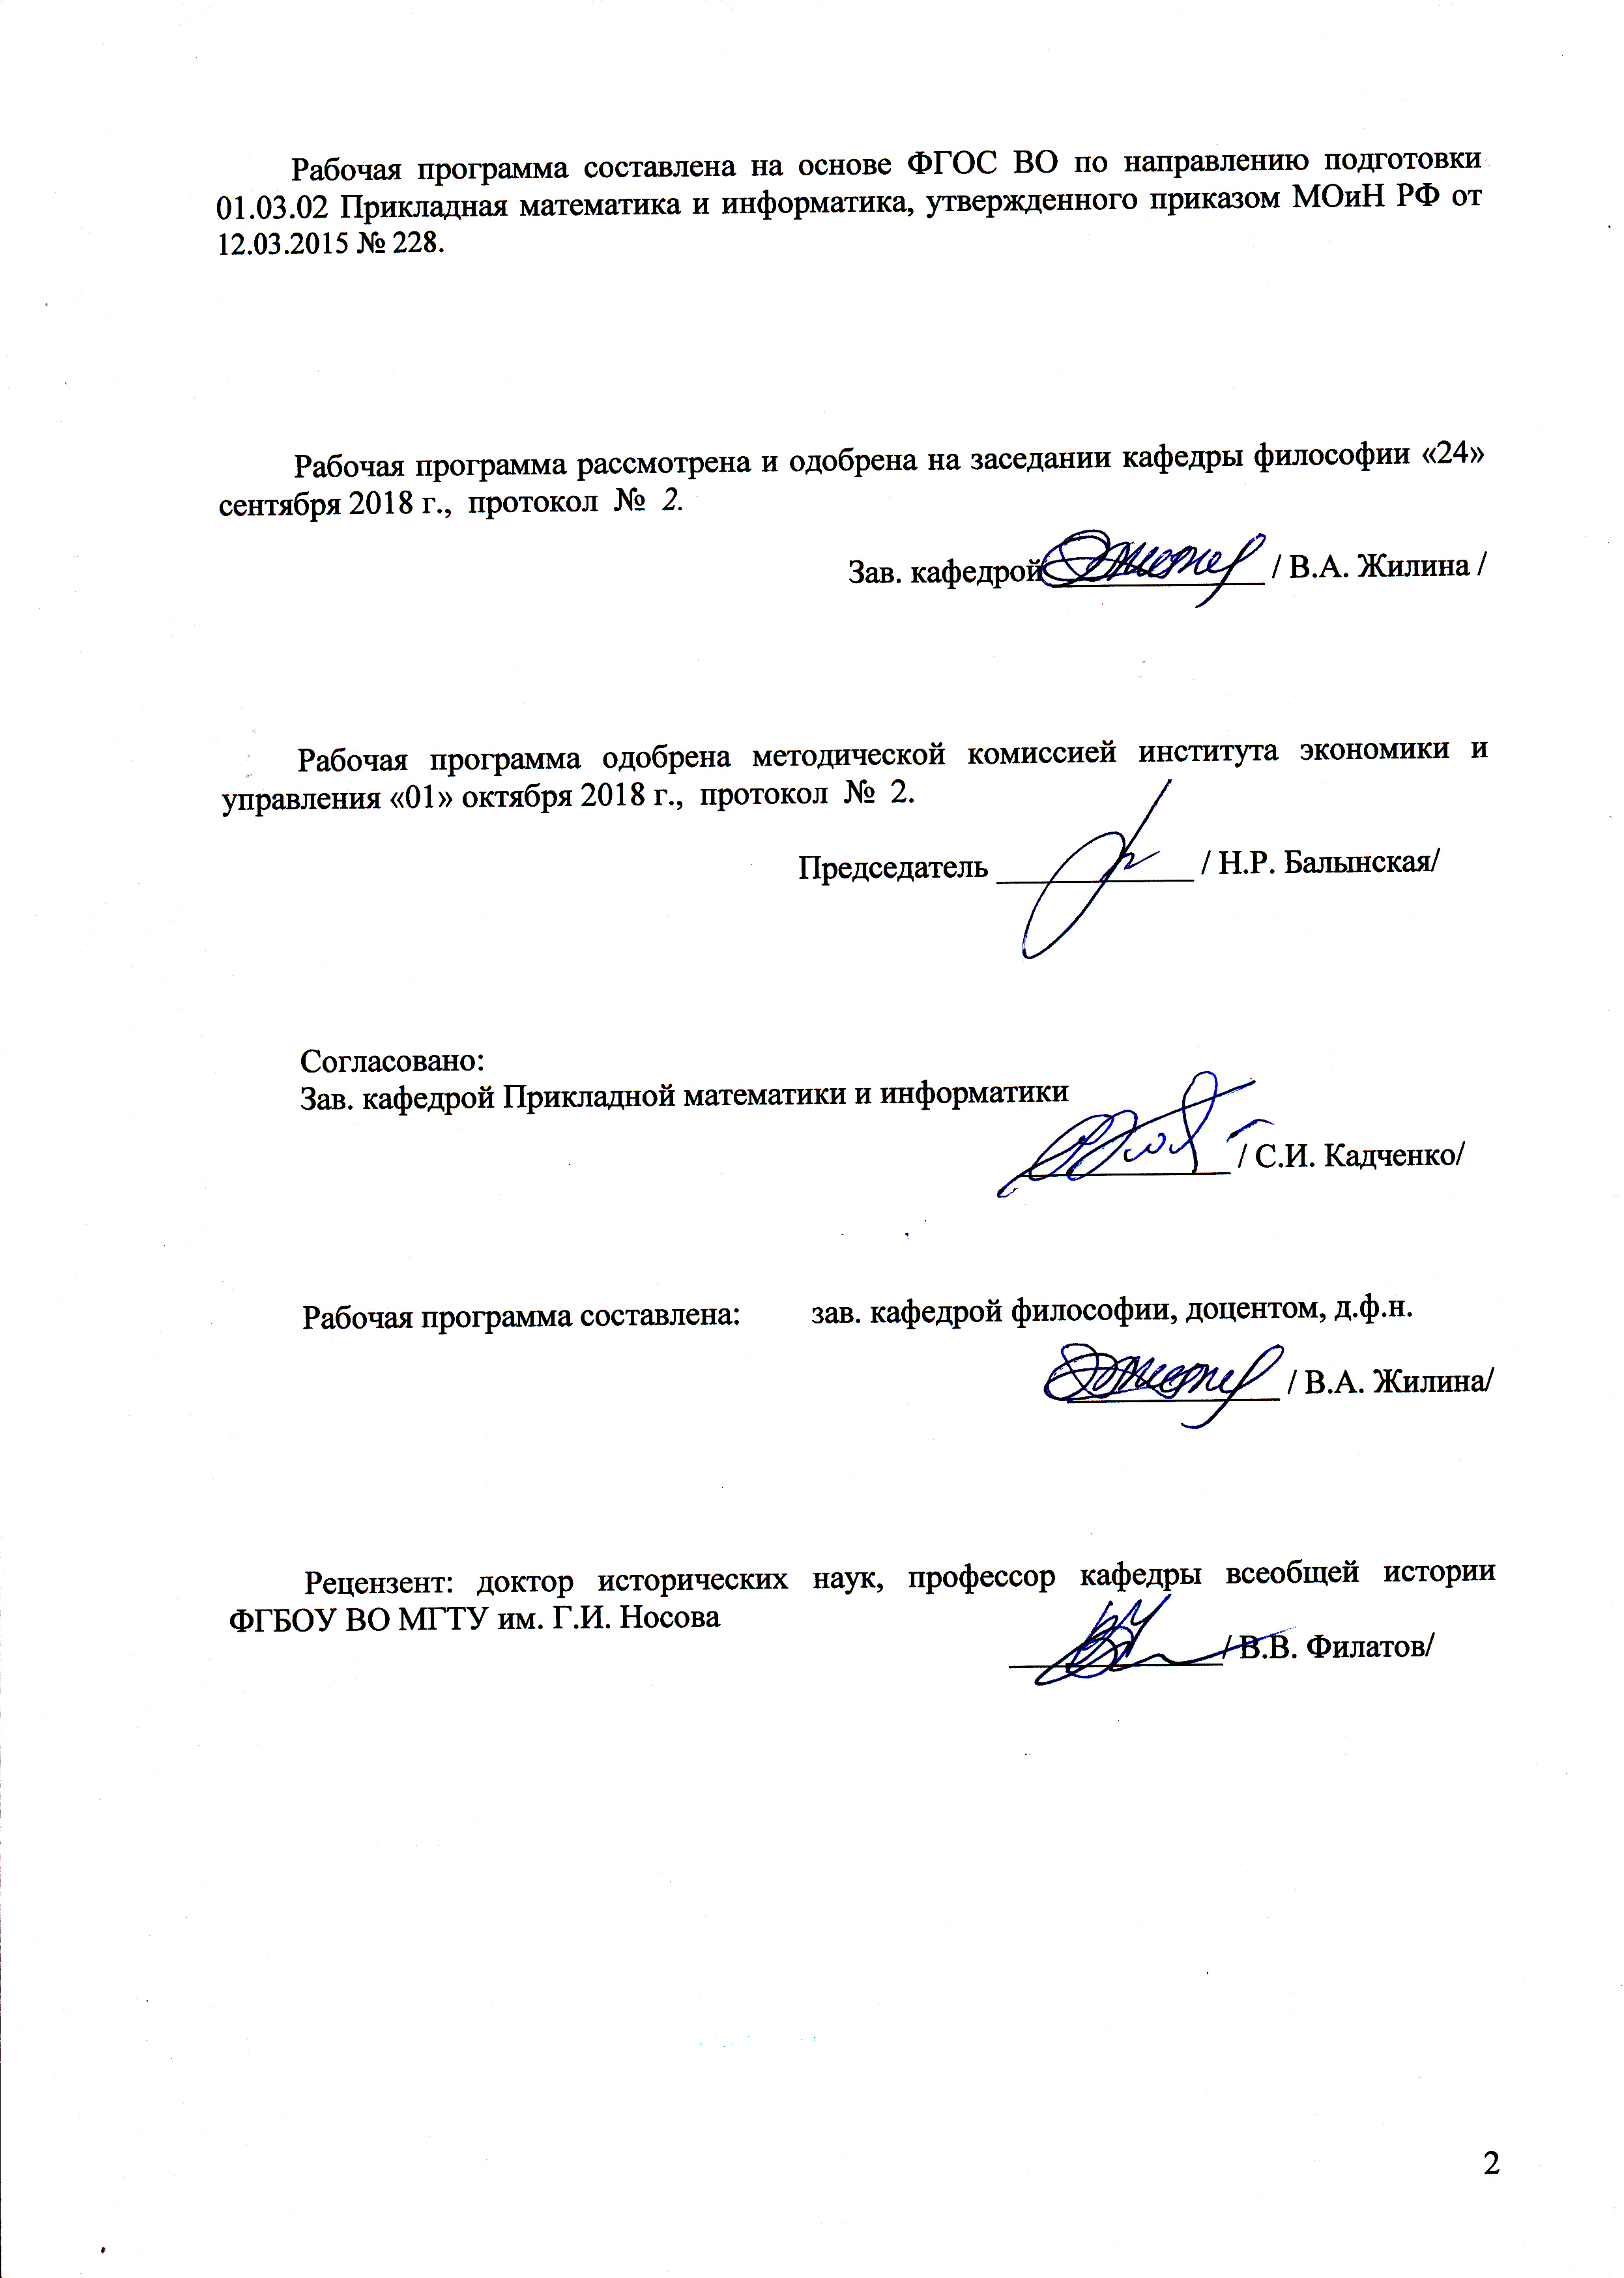 Рабочая программа составлена на основе ФГОС ВО по направлению подготовки
01.03.02 Прикладная математика и информатика, утвержденного приказом МОиН РФ от
12.03.2015 № 228.
Рабочая программа рассмотрена и одобрена на заседании кафедры философии «24»
сентября 2018 г., протокол № 2.
Зав. кафедрой / В.А. Жилина /
Рабочая программа одобрена методической комиссией института экономики и
управления «01» октября 2018 г., протокол № 2.
Председатель / Н.Р. Балынская/
Согласовано:
Зав. кафедрой Прикладной математики и информатики
/ С.И. Кадченко/
Рабочая программа составлена: зав. кафедрой философии, доцентом, д.ф.н.
/ В.А. Жилина/
Рецензент: доктор исторических наук, профессор кафедры всеобщей истории
ФГБОУ ВО МГТУ им. Г.И. Носова
/ В.В. Филатов/
2